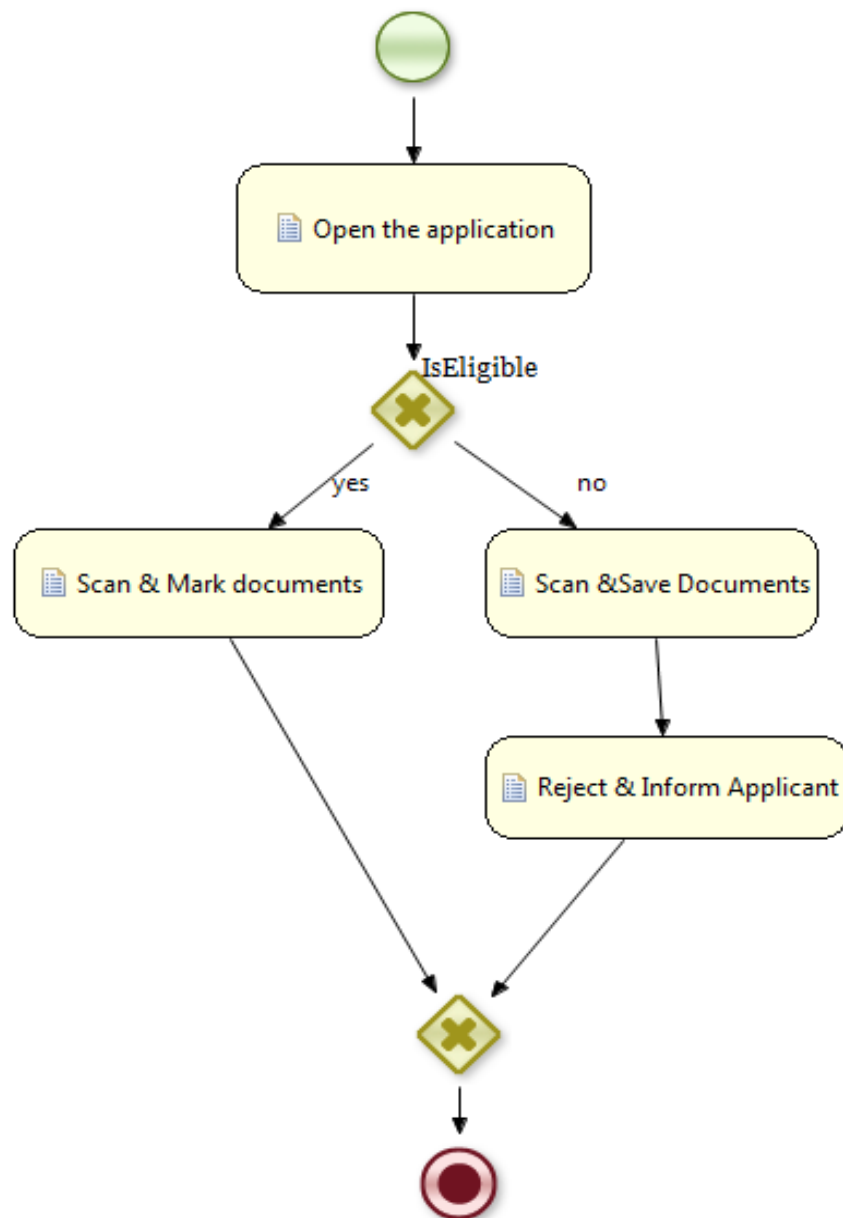 Open the application
IsEligible
yes
no
Scan & Mark documents
Scan &Save Documents
Reject & Inform Applicant